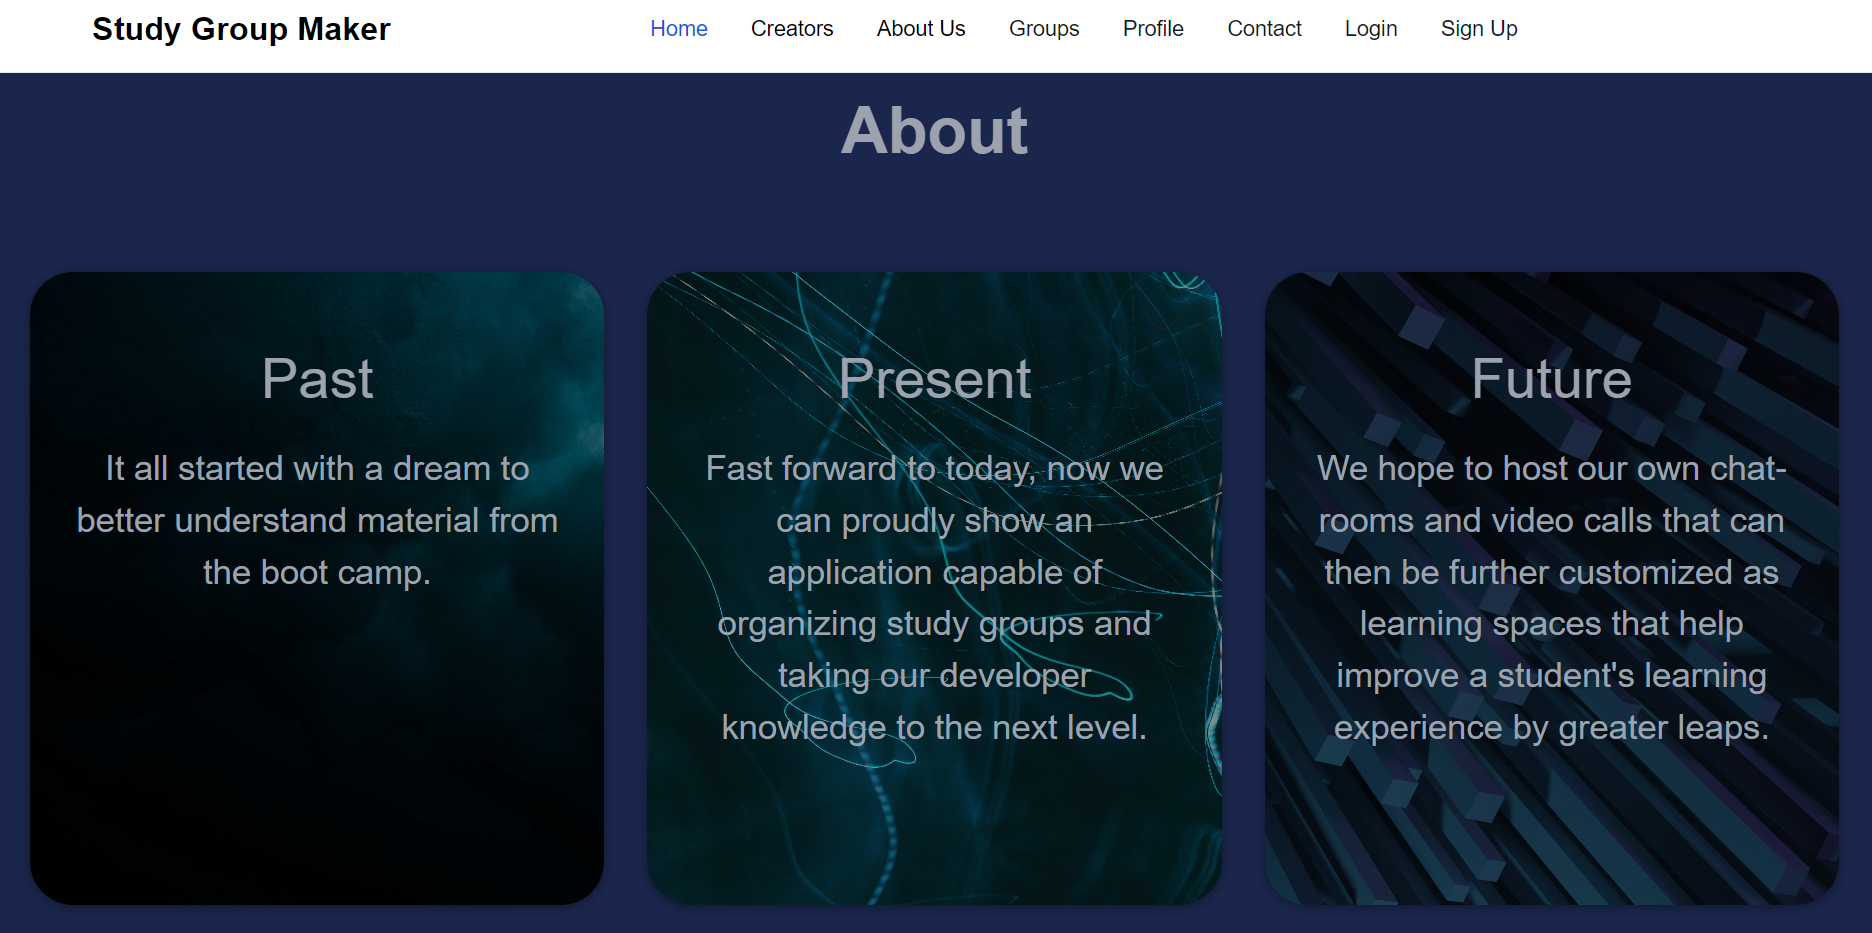 Study Group Maker
Home Creators About Us Groups Profile Contact Login Sign Up
About
Past
It all started with a dream to
better understand material from
the boot camp.
Present
Fast forward to today, now we
can proudly show an
application capable of
organizing study groups and
taking our developer
knowledge to the next level.
Future
We hope to host our own chat-
rooms and video calls that can
then be further customized as
learning spaces that help
improve a student's learning
experience by greater leaps.